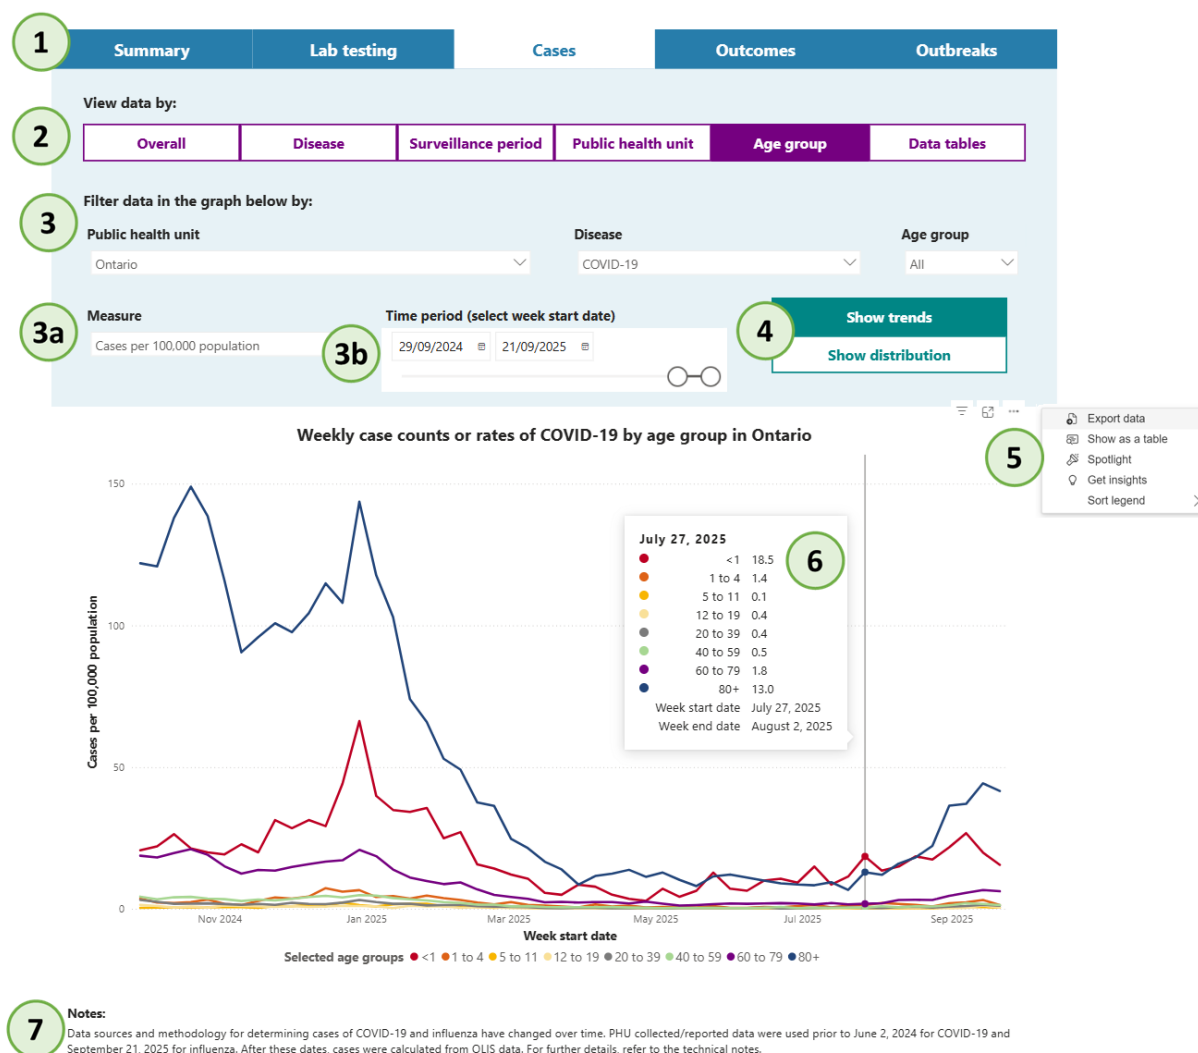 1
Summary
Lab testing
Cases
Outcomes
Outbreaks
View data by:
2
Overall
Disease
Surveillance period
Public health unit
Age group
Data tables
Filter data in the graph below by:
3
Public health unit
Disease
Age group
Ontario
COVID-19
All
3a
Measure
Time period (select week start date)
Cases per 100,000 population
3b
29/09/2024
21/09/2025
4
Show trends
Show distribution
5
Export data
Show as a table
Spotlight
Get insights
Sort legend
Weekly case counts or rates of COVID-19 by age group in Ontario
Cases per 100,000 population
150
100
50
0
6
July 27, 2025
<1 18.5
1 to 4 1.4
5 to 11 0.1
12 to 19 0.4
20 to 39 0.4
40 to 59 0.5
60 to 79 1.8
80+ 13.0
Week start date July 27, 2025
Week end date August 2, 2025
Nov 2024
Jan 2025
Mar 2025
May 2025
Jul 2025
Sep 2025
Week start date
Selected age groups <1 1 to 4 5 to 11 12 to 19 20 to 39 40 to 59 60 to 79 80+
7
Notes:
Data sources and methodology for determining cases of COVID-19 and influenza have changed over time. PHU collected/reported data were used prior to June 2, 2024 for COVID-19 and
September 21, 2025 for influenza. After these dates, cases were calculated from OLIS data. For further details, refer to the technical notes.